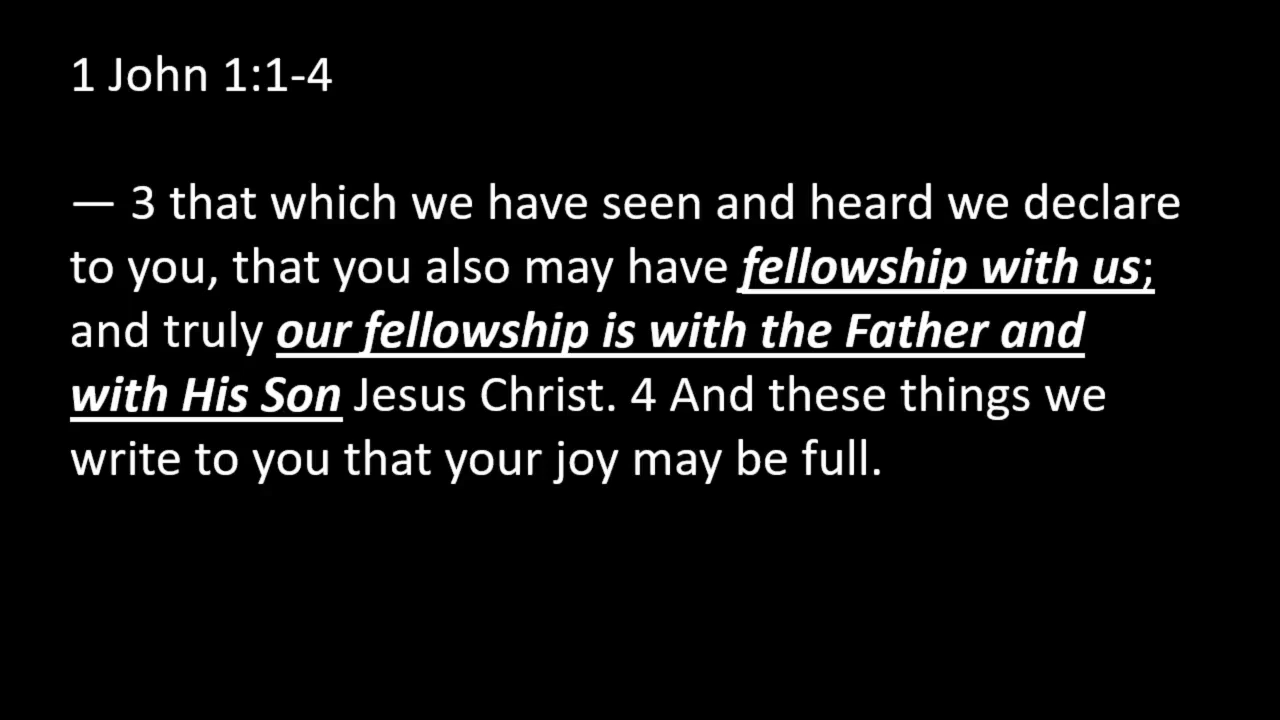 1 John 1:1-4
— 3 that which we have seen and heard we declare
to you, that you also may have fellowship with us;
and truly our fellowship is with the Father and
with His Son Jesus Christ. 4 And these things we
write to you that your joy may be full.